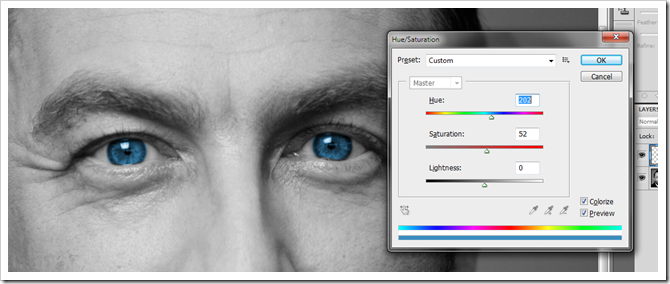 Hue/Saturation
Preset: Custom
OK
Cancel
Master
Hue: 202
Saturation: 52
Lightness: 0
Colorize
Preview
Feather
Refine
LAYERS
Normal
Lock: